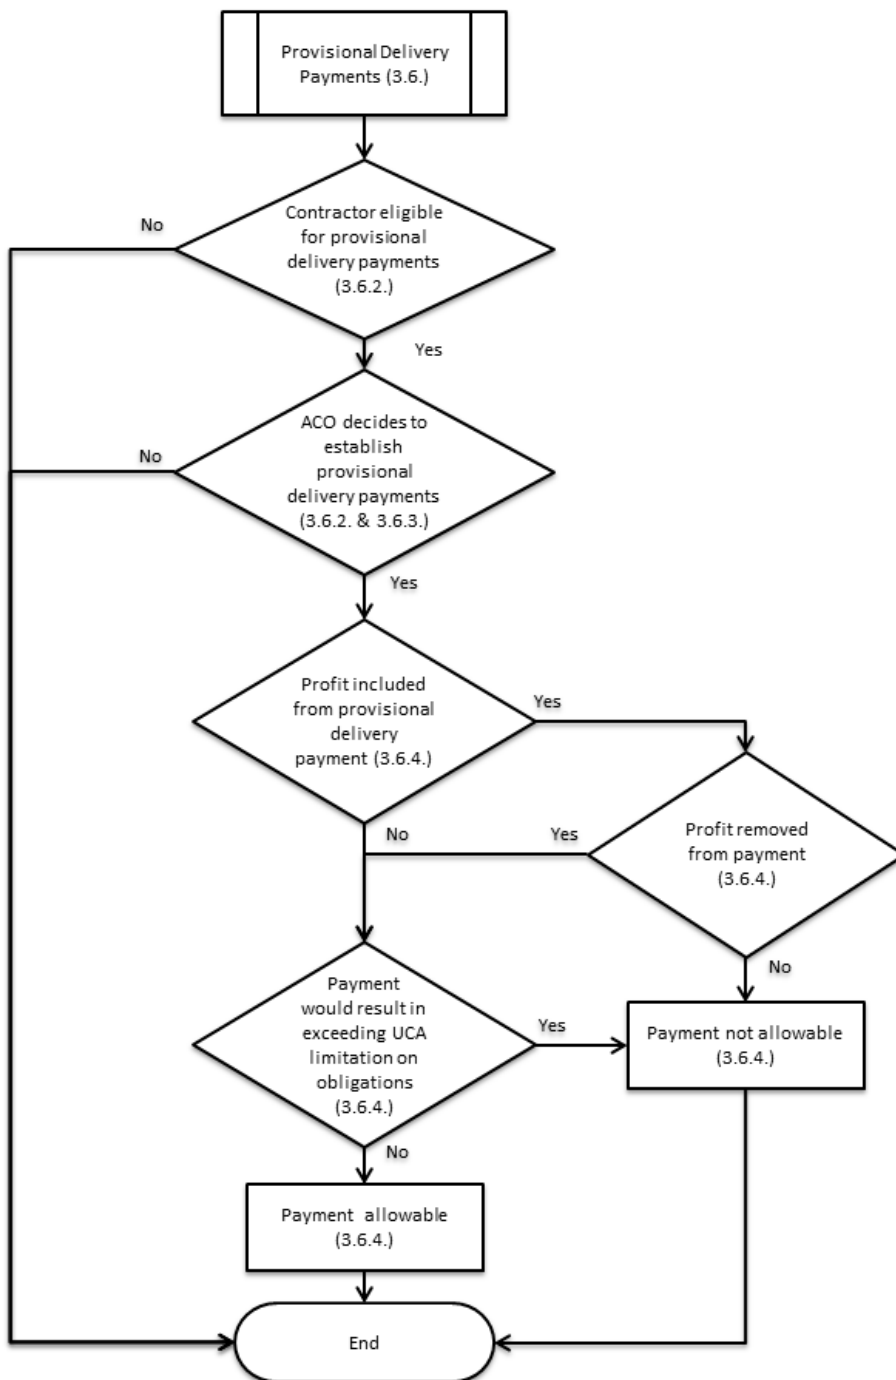 Provisional Delivery
Payments (3.6.)
No
Contractor eligible
for provisional
delivery payments
(3.6.2.)
Yes
No
ACO decides to
establish
provisional
delivery payments
(3.6.2. & 3.6.3.)
Yes
Profit included
from provisional
delivery
payment (3.6.4.)
Yes
No
Yes
Profit removed
from payment
(3.6.4.)
No
Payment
would result in
exceeding UCA
limitation on
obligations
(3.6.4.)
Yes
Payment not allowable
(3.6.4.)
No
Payment allowable
(3.6.4.)
End